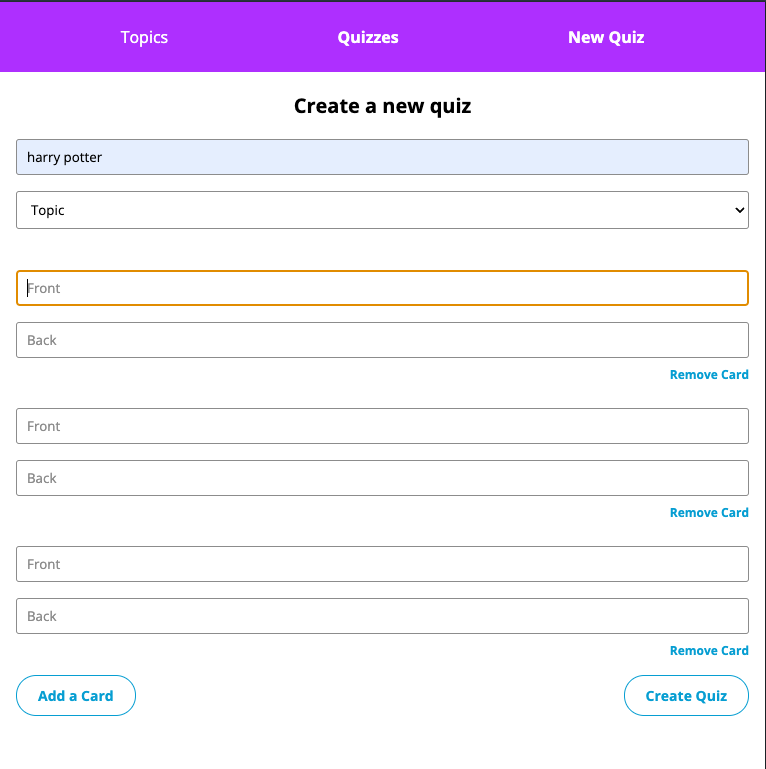 Topics Quizzes New Quiz
Create a new quiz
harry potter
Topic
Front
Back
Remove Card
Front
Back
Remove Card
Front
Back
Remove Card
Add a Card Create Quiz